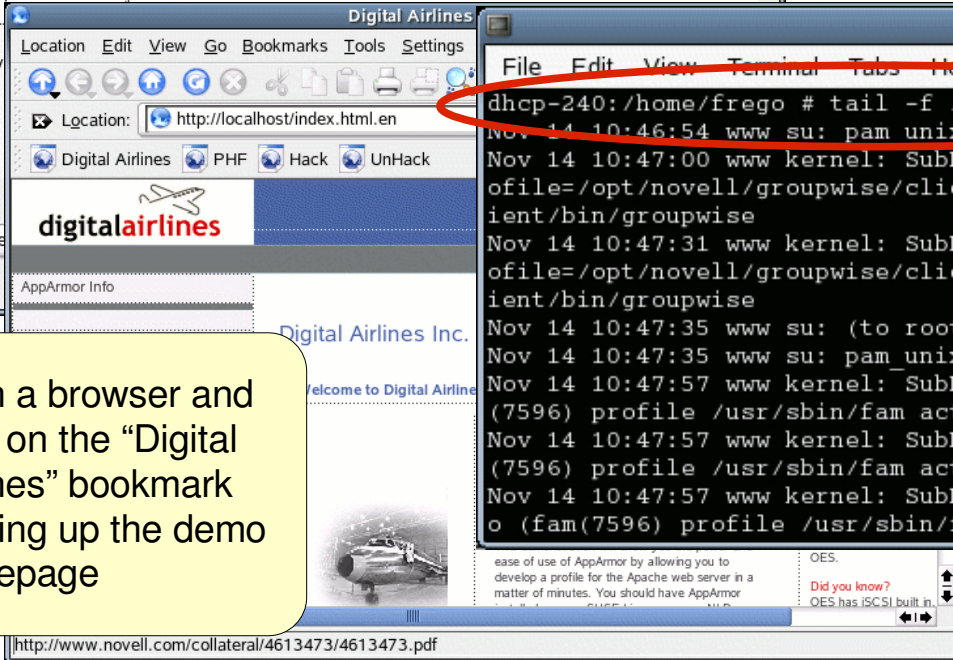 Digital Airlines
Location Edit View Go Bookmarks Tools Settings
Location: http://localhost/index.html.en
Digital Airlines PHF Hack UnHack
digitalairlines
AppArmor Info
Digital Airlines Inc.
elcome to Digital Airline
a browser and
on the “Digital
nes” bookmark
ing up the demo
epage
File Edit View Terminal Tabs
dhcp-240:/home/frego # tail -f
Nov 14 10:46:54 www su: pam_unix
Nov 14 10:47:00 www kernel: Sub
ofile=/opt/novell/groupwise/clie
ient/bin/groupwise
Nov 14 10:47:31 www kernel: Sub
ofile=/opt/novell/groupwise/clie
ient/bin/groupwise
Nov 14 10:47:35 www su: (to root
Nov 14 10:47:35 www su: pam_unix
Nov 14 10:47:57 www kernel: Sub
(7596) profile /usr/sbin/fam act
Nov 14 10:47:57 www kernel: Sub
(7596) profile /usr/sbin/fam act
Nov 14 10:47:57 www kernel: Sub
o (fam(7596) profile /usr/sbin/
ease of use of AppArmor by allowing you to
develop a profile for the Apache web server in a
matter of minutes. You should have AppArmor
OES.
Did you know?
OES has iSCSI built in.
http://www.novell.com/collateral/4613473/4613473.pdf